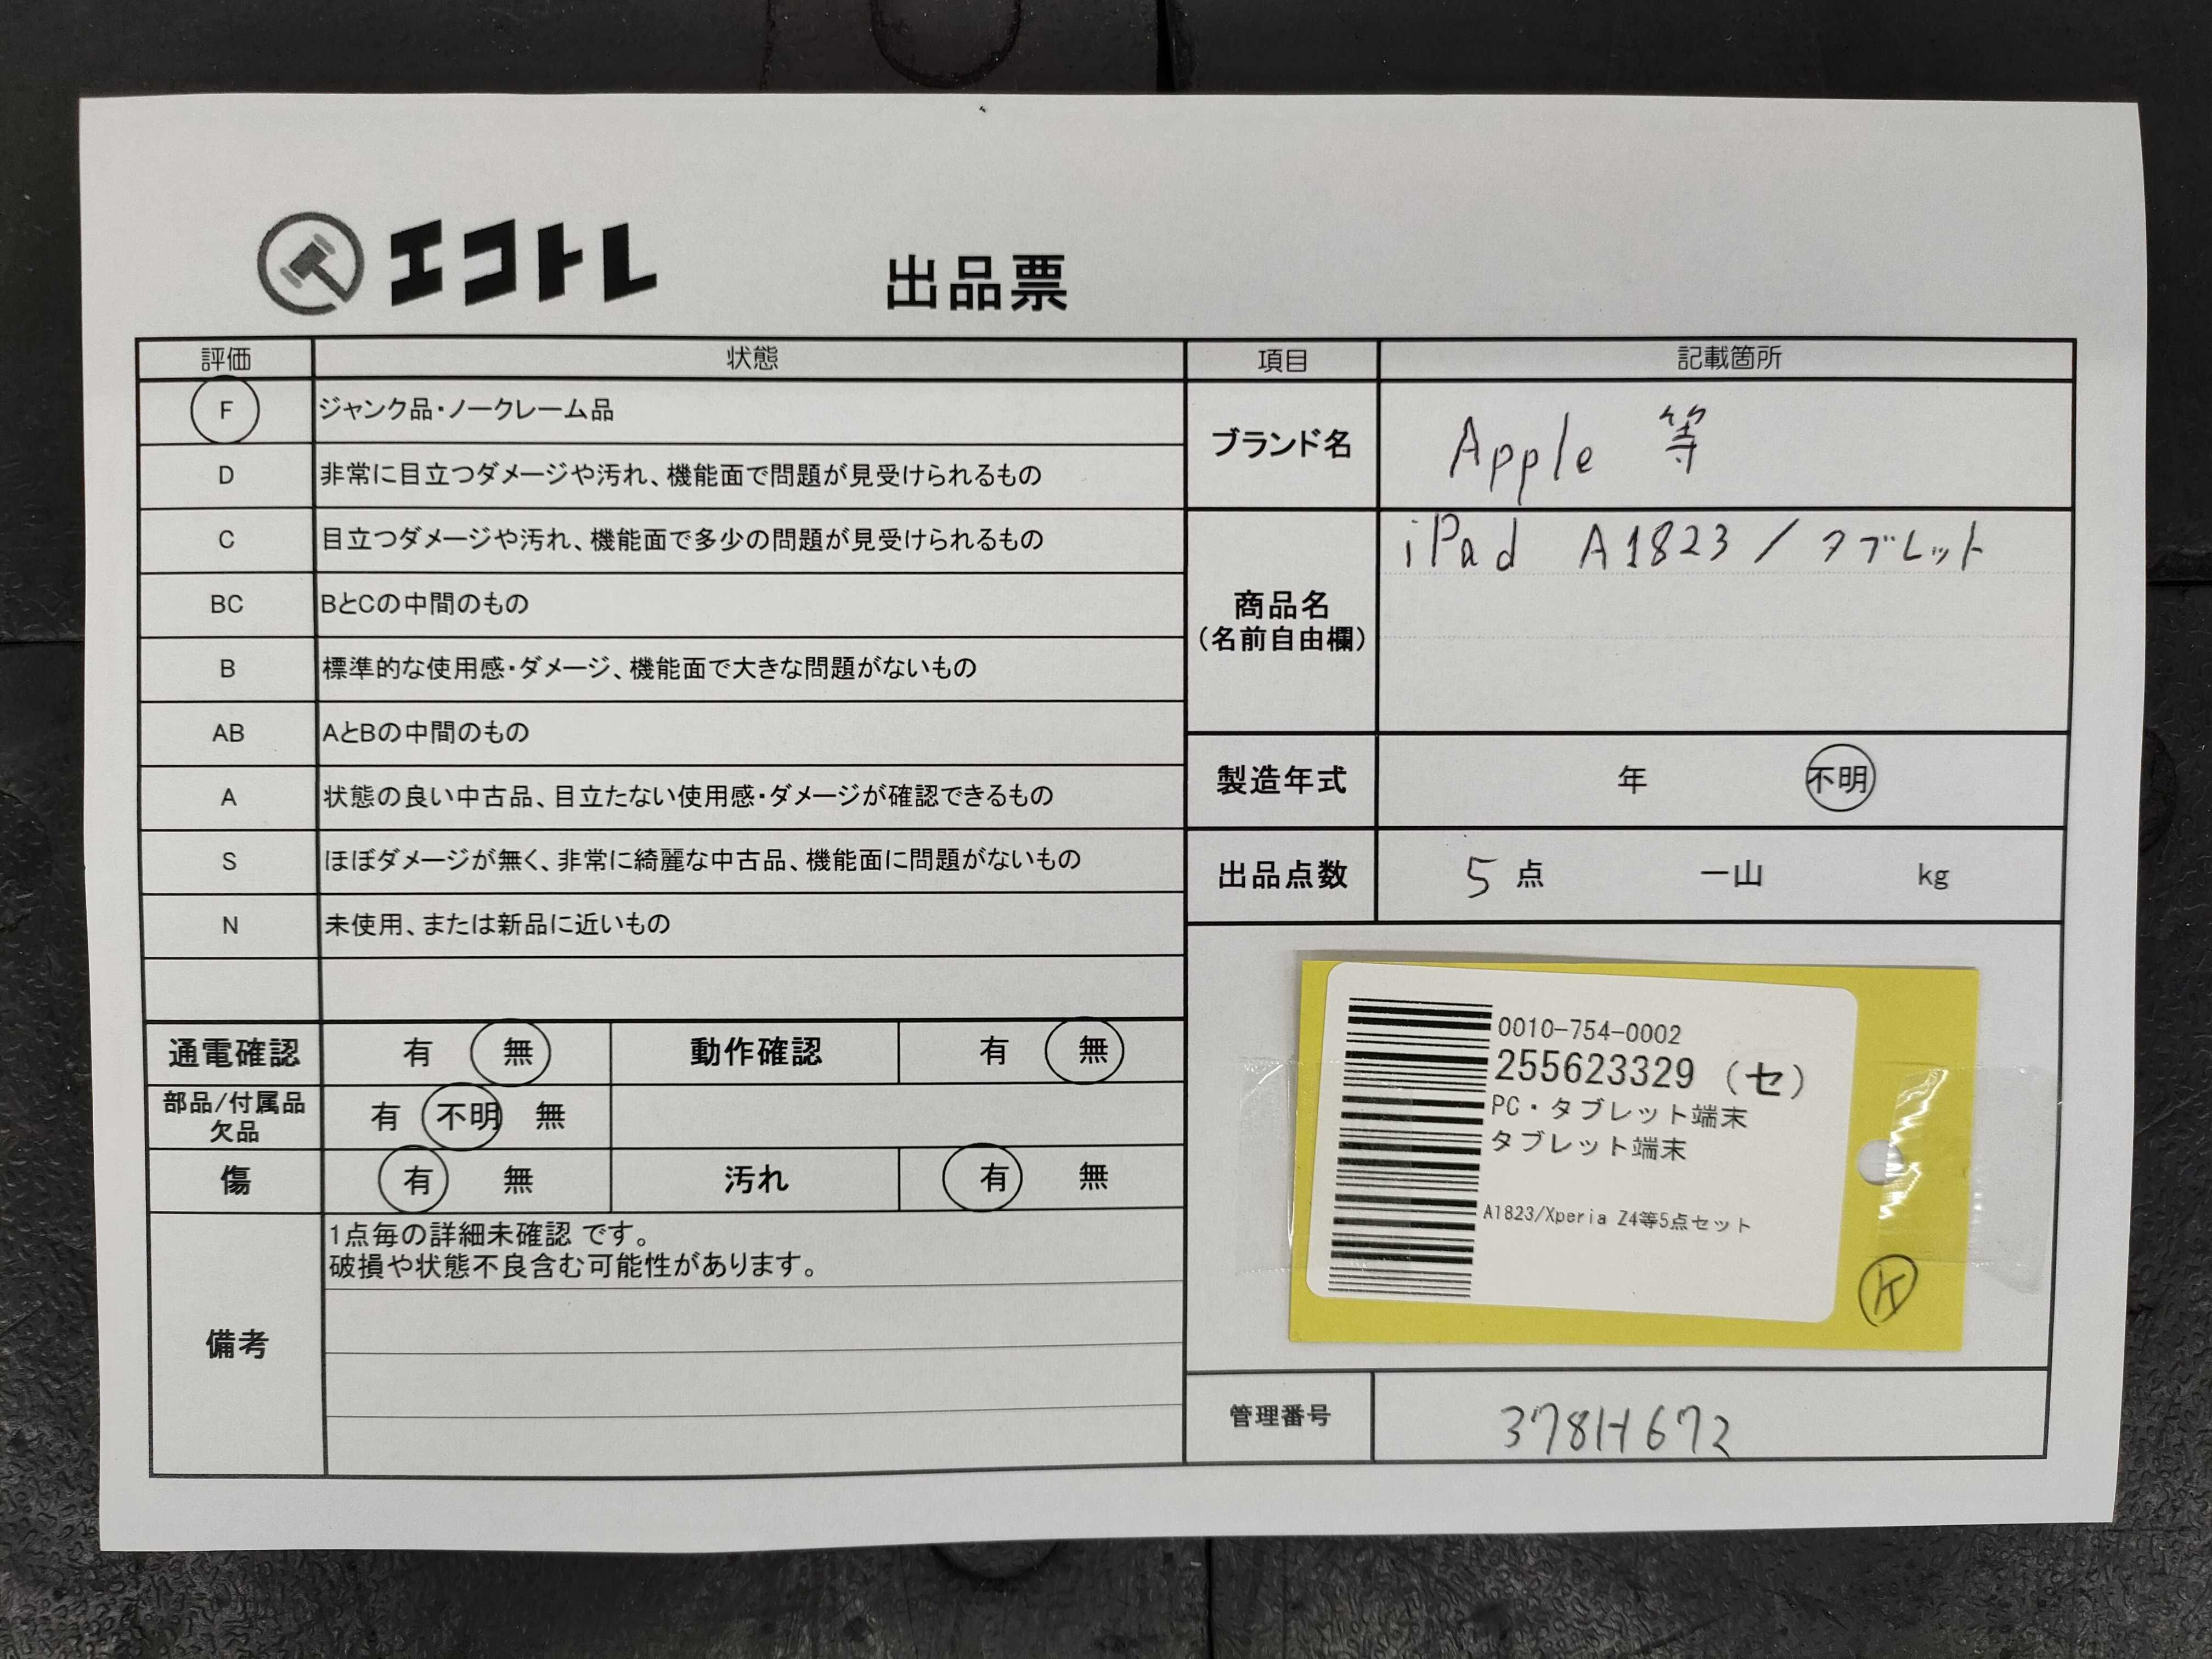 エコトレ
出品票
評価 状態
F ジャンク品・ノークレーム品
D 非常に目立つダメージや汚れ、機能面で問題が見受けられるもの
C 目立つダメージや汚れ、機能面で多少の問題が見受けられるもの
BC BとCの中間のもの
B 標準的な使用感・ダメージ、機能面で大きな問題がないもの
AB AとBの中間のもの
A 状態の良い中古品、目立たない使用感・ダメージが確認できるもの
S ほぼダメージが無く、非常に綺麗な中古品、機能面に問題がないもの
N 未使用、または新品に近いもの
通電確認 有 無 動作確認 有 無
部品/付属品
欠品
有 不明 無
傷 有 無 汚れ 有 無
備考
1点毎の詳細未確認 です。
破損や状態不良含む可能性があります。
項目 記載箇所
ブランド名 Apple 等
商品名
(名前自由欄)
iPad A1823 / タブレット
製造年式 年 不明
出品点数 5 点 一山 kg
0010-754-0002
255623329 (セ)
PC・タブレット端末
タブレット端末
A1823/Xperia Z4等5点セット
K
管理番号 378H672